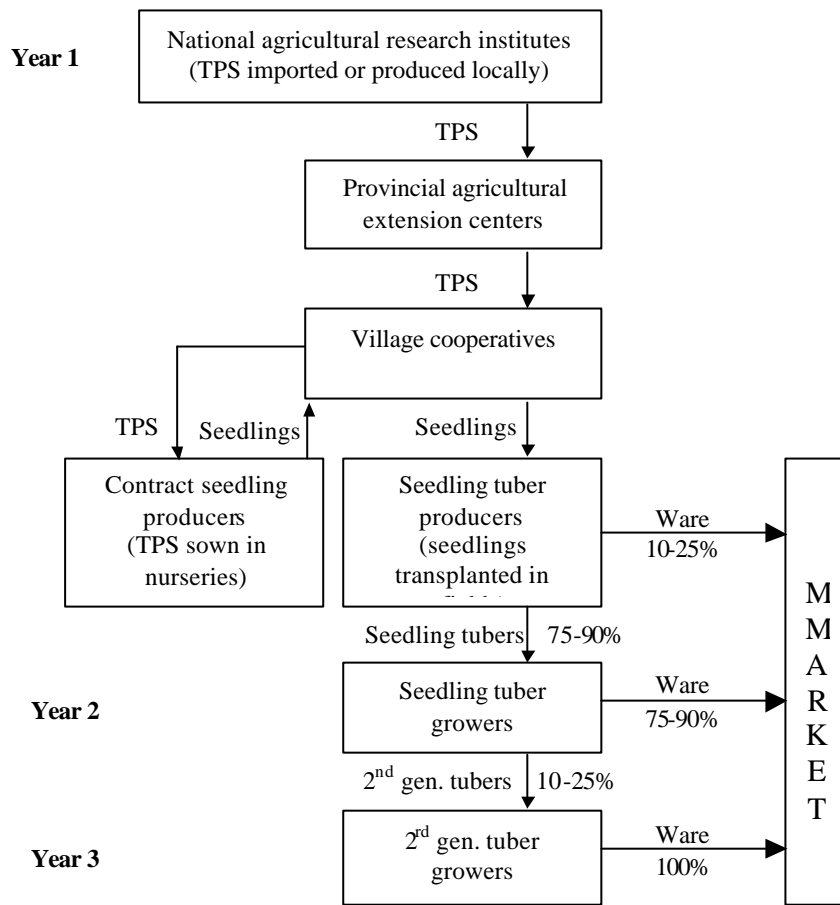 Year 1
National agricultural research institutes
(TPS imported or produced locally)
TPS
Provincial agricultural
extension centers
TPS
Village cooperatives
TPS
Seedlings
Seedlings
Contract seedling
producers
(TPS sown in
nurseries)
Seedling tuber
producers
(seedlings
transplanted in
Ware
10-25%
Seedling tubers 75-90%
Year 2
Seedling tuber
growers
Ware
75-90%
2nd gen. tubers 10-25%
Year 3
2rd gen. tuber
growers
Ware
100%
M
M
A
R
K
E
T